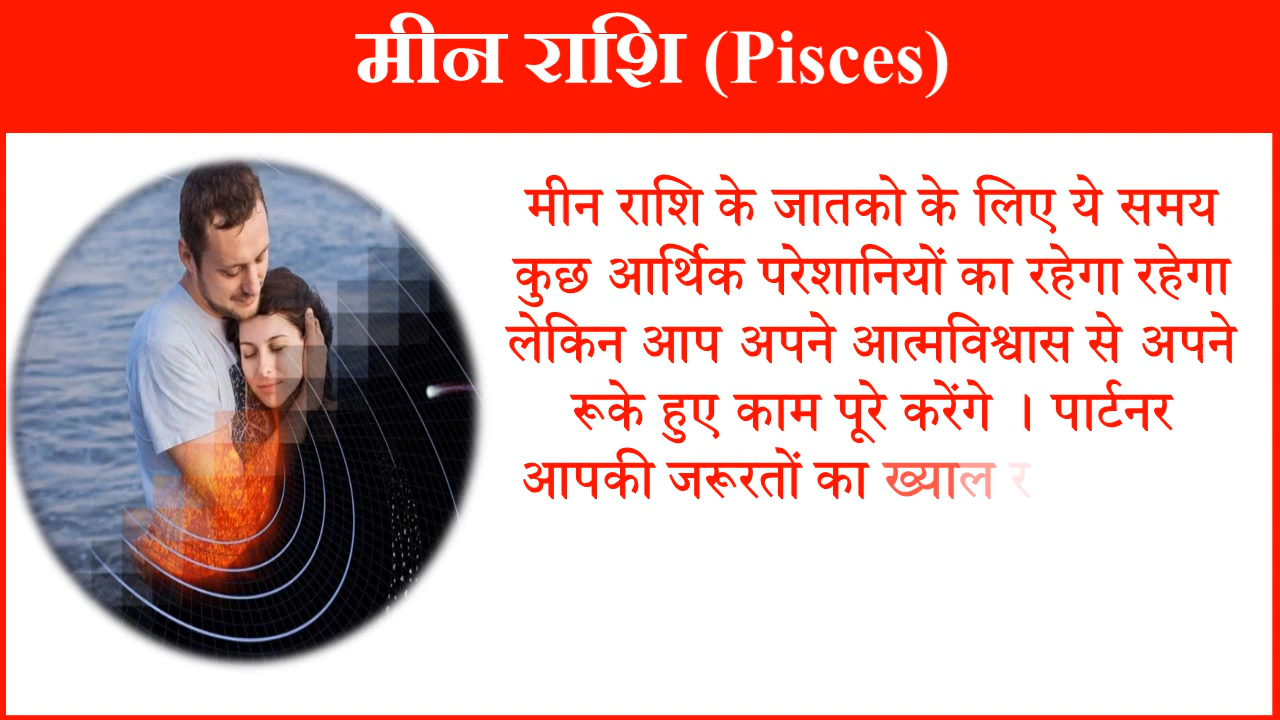 मीन राशि (Pisces)
मीन राशि के जातको के लिए ये समय
कुछ आर्थिक परेशानियों का रहेगा रहेगा
लेकिन आप अपने आत्मविश्वास से अपने
रूके हुए काम पूरे करेंगे । पार्टनर
आपकी जरूरतों का ख्याल र